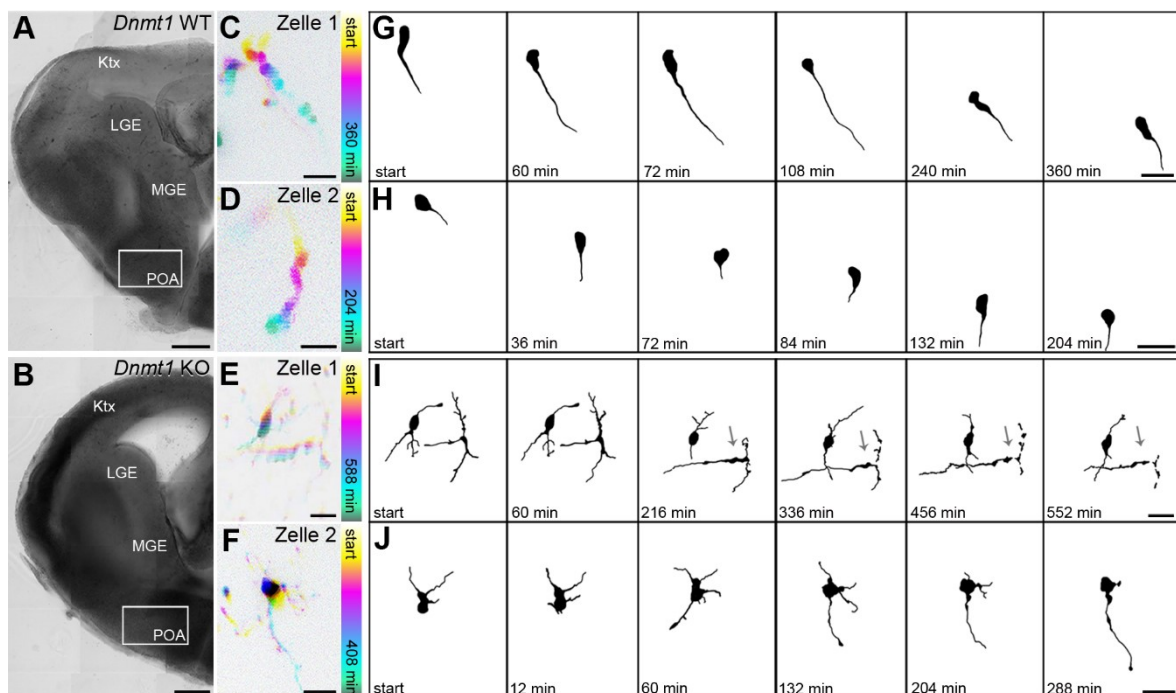 A
Dnmt1 WT
Ktx
LGE
MGE
POA
B
Dnmt1 KO
Ktx
LGE
MGE
POA
C
Zelle 1
start
360 min
D
Zelle 2
start
204 min
E
Zelle 1
start
588 min
F
Zelle 2
start
408 min
G
start
60 min
72 min
108 min
240 min
360 min
H
start
36 min
72 min
84 min
132 min
204 min
I
start
60 min
216 min
336 min
456 min
552 min
J
start
12 min
60 min
132 min
204 min
288 min